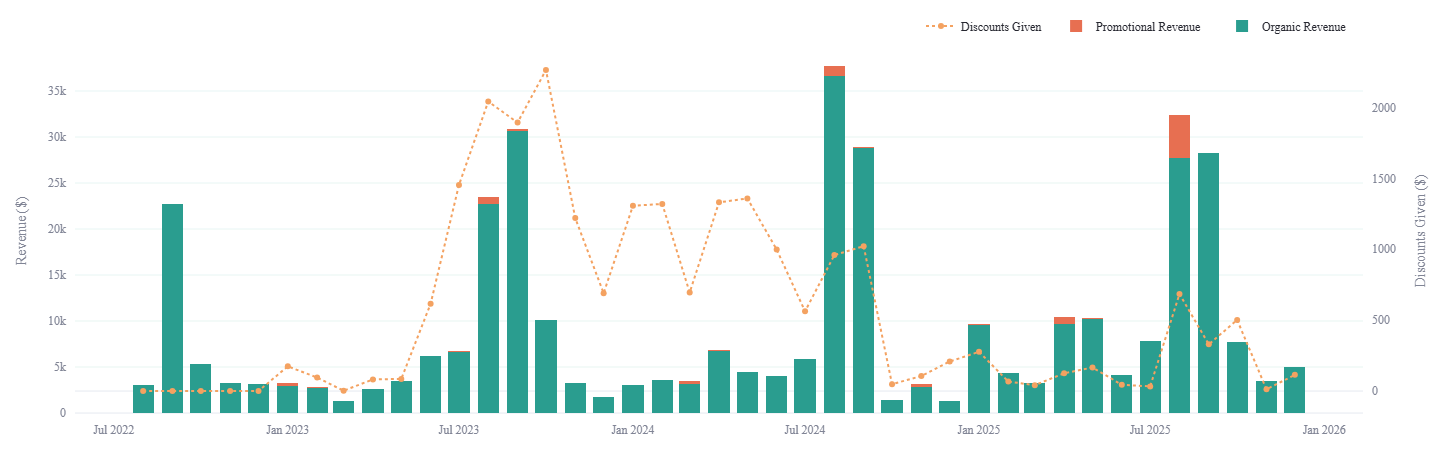 Discounts Given Promotional Revenue Organic Revenue
35k
30k
25k
20k
15k
10k
5k
0
Revenue ($)
2000
1500
1000
500
0
Discounts Given ($)
Jul 2022 Jan 2023 Jul 2023 Jan 2024 Jul 2024 Jan 2025 Jul 2025 Jan 2026